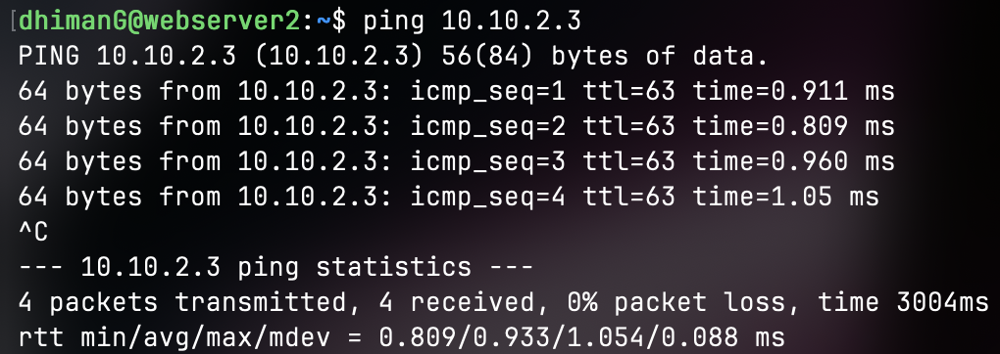 [dhimanG@webserver2:~$ ping 10.10.2.3
PING 10.10.2.3 (10.10.2.3) 56(84) bytes of data.
64 bytes from 10.10.2.3: icmp_seq=1 ttl=63 time=0.911 ms
64 bytes from 10.10.2.3: icmp_seq=2 ttl=63 time=0.809 ms
64 bytes from 10.10.2.3: icmp_seq=3 ttl=63 time=0.960 ms
64 bytes from 10.10.2.3: icmp_seq=4 ttl=63 time=1.05 ms
^C
--- 10.10.2.3 ping statistics ---
4 packets transmitted, 4 received, 0% packet loss, time 3004ms
rtt min/avg/max/mdev = 0.809/0.933/1.054/0.088 ms